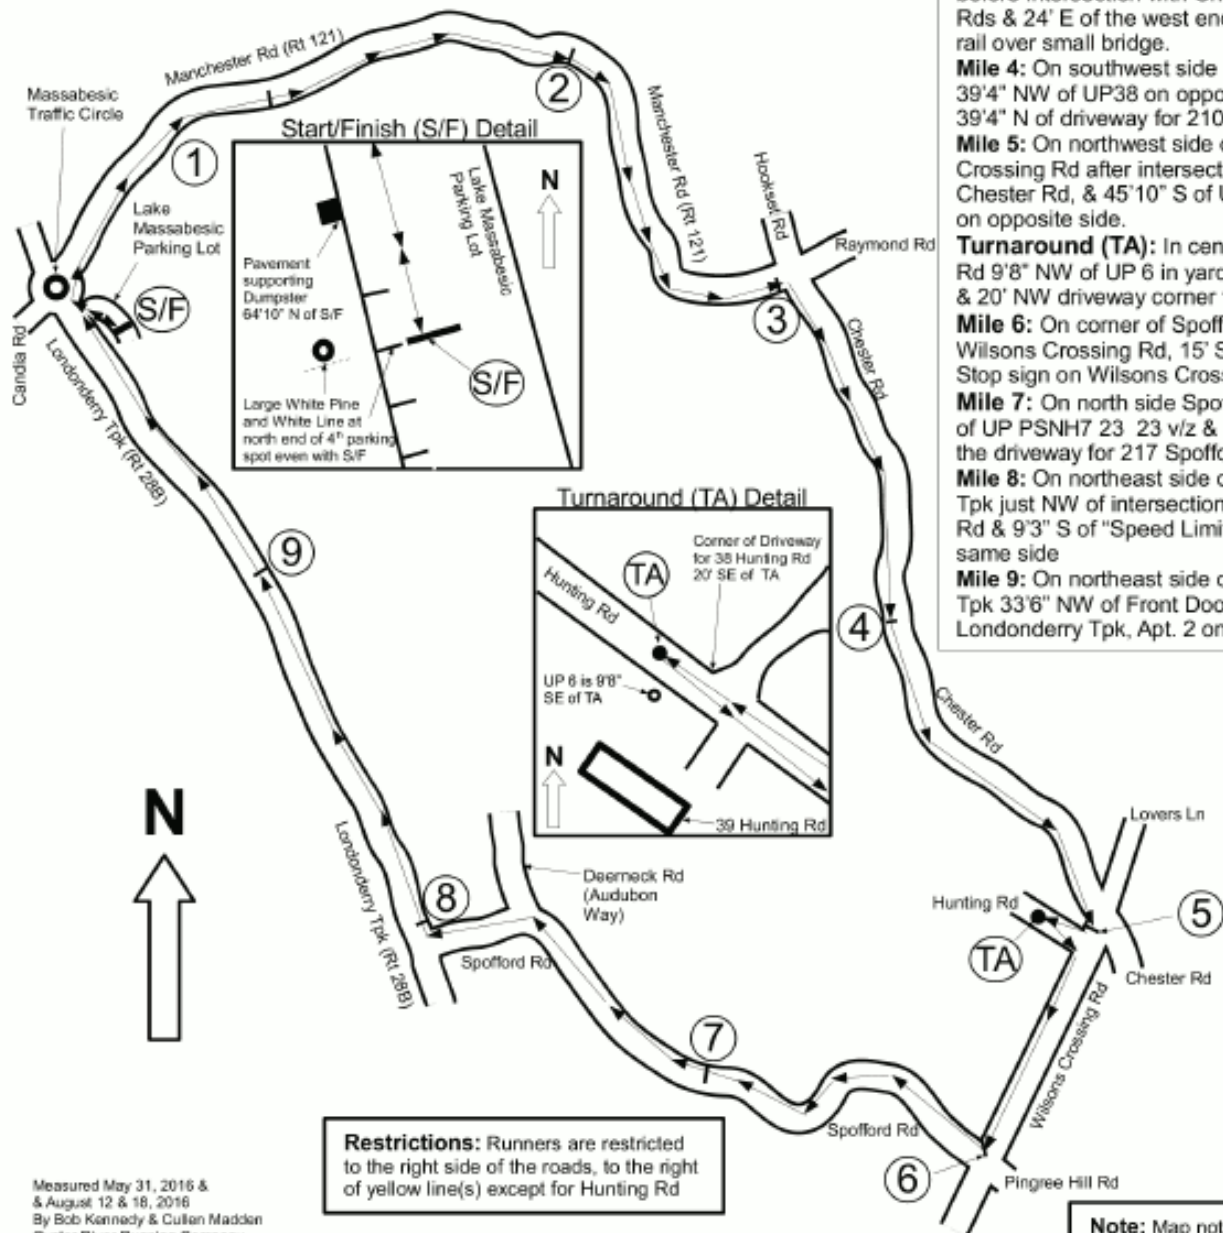 Manchester Rd (Rt 121)
Massabesic
Traffic Circle
1
2
Manchester Rd (Rt 121)
Start/Finish (S/F) Detail
Lake Massabesic
Parking Lot
N
Pavement
supporting
Dumpster
64'10" N of S/F
S/F
Large White Pine
and White Line at
north end of 4th parking
spot even with S/F
Lake
Massabesic
Parking Lot
S/F
Candia Rd
Londonderry Tpk (Rt 28B)
Hookset Rd
Raymond Rd
3
Chester Rd
Rds & 24' E of the west end
rail over small bridge.
Mile 4: On southwest side
39'4" NW of UP38 on oppo
39'4" N of driveway for 210
Mile 5: On northwest side o
Crossing Rd after intersect
Chester Rd, & 45'10" S of U
on opposite side.
Turnaround (TA): In cen
Rd 9'8" NW of UP 6 in yard
& 20' NW driveway corner
Mile 6: On corner of Spoff
Wilsons Crossing Rd, 15' S
Stop sign on Wilsons Cross
Mile 7: On north side Spof
of UP PSNH7 23 23 v/z &
the driveway for 217 Spoffo
Mile 8: On northeast side o
Tpk just NW of intersection
Rd & 9'3" S of "Speed Limi
same side
Mile 9: On northeast side o
Tpk 33'6" NW of Front Doo
Londonderry Tpk, Apt. 2 on
9
Turnaround (TA) Detail
Hunting Rd
TA
Corner of Driveway
for 38 Hunting Rd
20' SE of TA
UP 6 is 9'8"
SE of TA
N
39 Hunting Rd
4
Chester Rd
N
Londonderry Tpk (Rt 28B)
8
Deerneck Rd
(Audubon
Way)
Spofford Rd
Lovers Ln
Hunting Rd
TA
5
Chester Rd
Wilsons Crossing Rd
7
Spofford Rd
6
Pingree Hill Rd
Restrictions: Runners are restricted
to the right side of the roads, to the right
of yellow line(s) except for Hunting Rd
Measured May 31, 2016 &
& August 12 & 18, 2016
By Bob Kennedy & Cullen Madden
Note: Map not